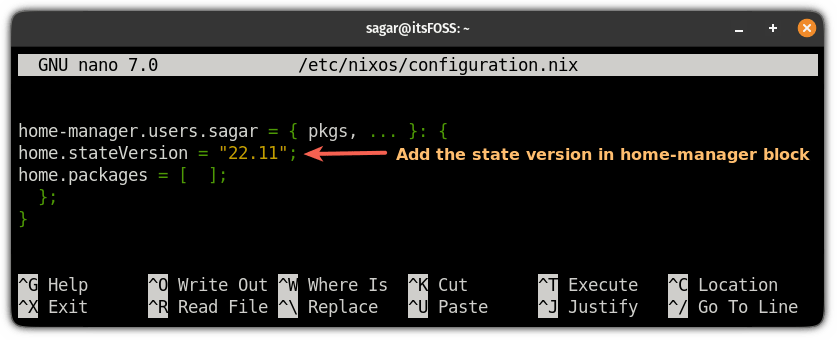 sagar@itsFOSS: ~
GNU nano 7.0 /etc/nixos/configuration.nix
home-manager.users.sagar = { pkgs, ... }: {
home.stateVersion = "22.11"; Add the state version in home-manager block
home.packages = [  ];
};
}
^G Help ^O Write Out ^W Where Is ^K Cut ^T Execute ^C Location
^X Exit ^R Read File ^\ Replace ^U Paste ^J Justify ^/ Go To Line